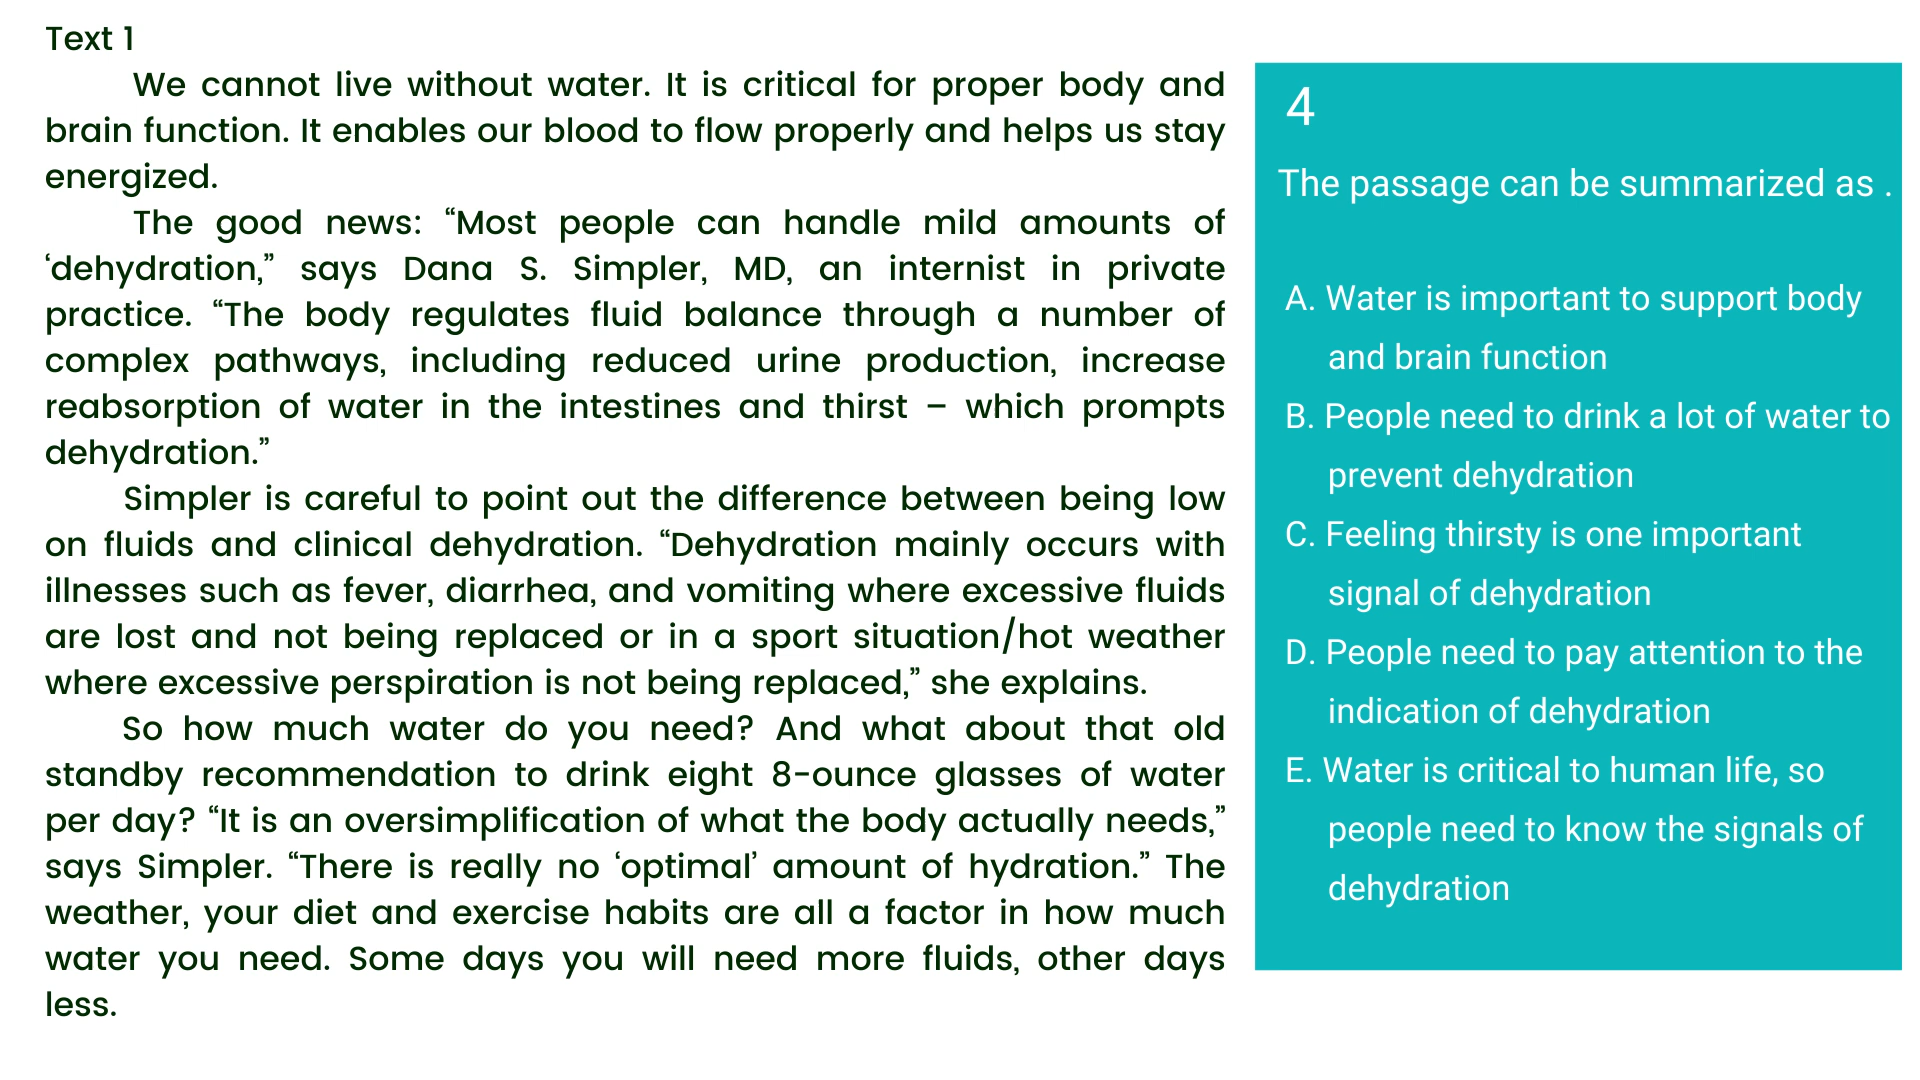 Text 1
We cannot live without water. It is critical for proper body and
brain function. It enables our blood to flow properly and helps us stay
energized.
The good news: “Most people can handle mild amounts of
‘dehydration,” says Dana S. Simpler, MD, an internist in private
practice. “The body regulates fluid balance through a number of
complex pathways, including reduced urine production, increase
reabsorption of water in the intestines and thirst – which prompts
dehydration.”
Simpler is careful to point out the difference between being low
on fluids and clinical dehydration. “Dehydration mainly occurs with
illnesses such as fever, diarrhea, and vomiting where excessive fluids
are lost and not being replaced or in a sport situation/hot weather
where excessive perspiration is not being replaced,” she explains.
So how much water do you need? And what about that old
standby recommendation to drink eight 8-ounce glasses of water
per day? “It is an oversimplification of what the body actually needs,”
says Simpler. “There is really no ‘optimal’ amount of hydration.” The
weather, your diet and exercise habits are all a factor in how much
water you need. Some days you will need more fluids, other days
less.
4
The passage can be summarized as .
A. Water is important to support body
and brain function
B. People need to drink a lot of water to
prevent dehydration
C. Feeling thirsty is one important
signal of dehydration
D. People need to pay attention to the
indication of dehydration
E. Water is critical to human life, so
people need to know the signals of
dehydration